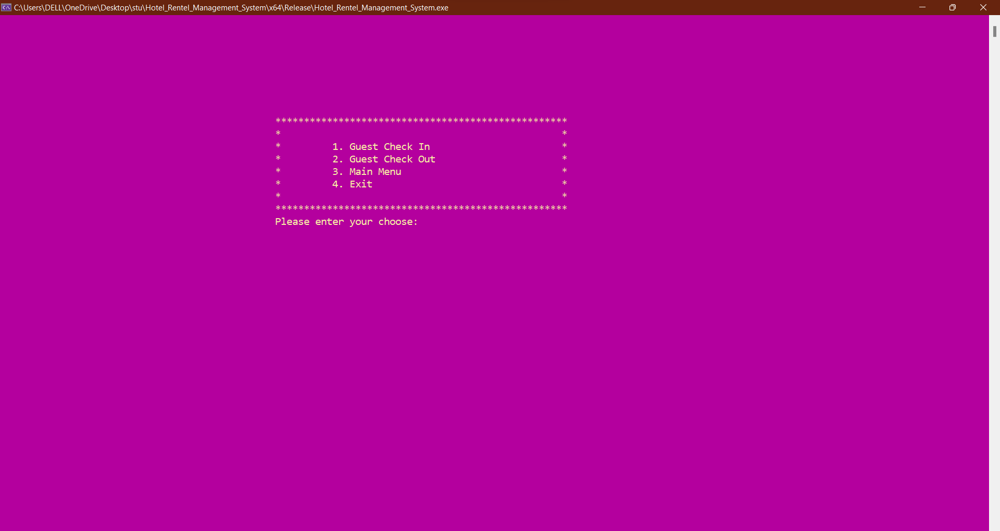 C:\Users\DELL\OneDrive\Desktop\stu\Hotel_Rentel_Management_System\x64\Release\Hotel_Rentel_Management_System.exe
***************************************************
* *
* 1. Guest Check In *
* 2. Guest Check Out *
* 3. Main Menu *
* 4. Exit *
* *
***************************************************
Please enter your choose: